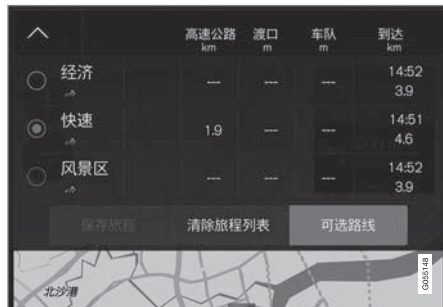 高速公路 渡口 车队 到达
km m m km
经济 --- --- --- 14:52
3.9
快速 1.9 --- --- 14:51
4.6
风景区 --- --- --- 14:52
3.9
保存旅程 清除旅程列表 可选路线
北沙港
G055148